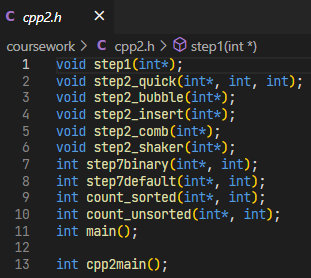 C cpp2.h ×
coursework > C cpp2.h > step1(int *)
1 void step1(int*);
2 void step2_quick(int*, int, int);
3 void step2_bubble(int*);
4 void step2_insert(int*);
5 void step2_comb(int*);
6 void step2_shaker(int*);
7 int step7binary(int*, int);
8 int step7default(int*, int);
9 int count_sorted(int*, int);
10 int count_unsorted(int*, int);
11 int main();
12
13 int cpp2main();